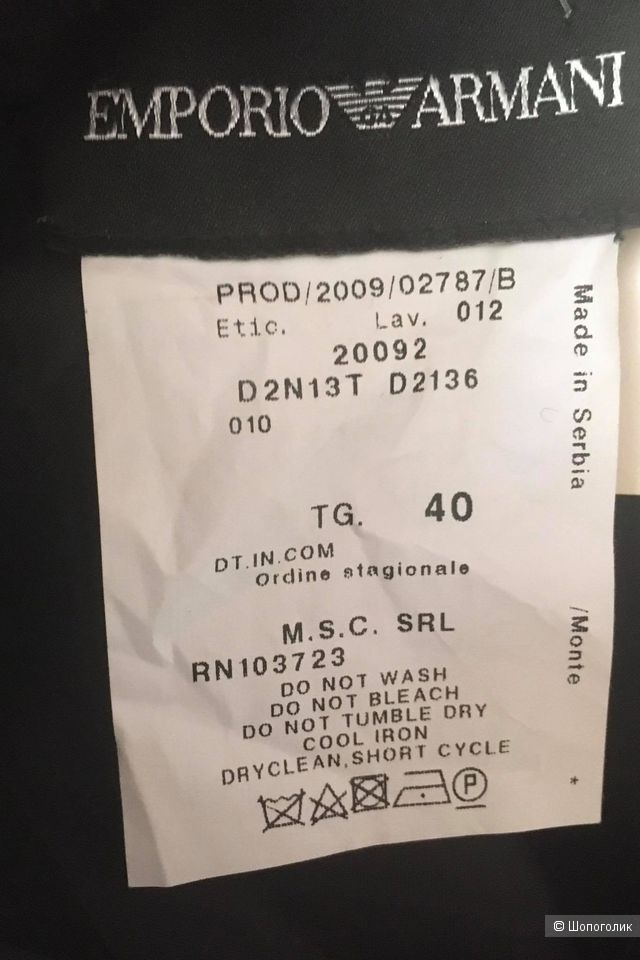 EMPORIO ARMANI
PROD/2009/02787/B
Etic. Lav. 012
20092
D2N13T D2136
010
TG. 40
DT.IN.COM
Ordine stagionale
M.S.C. SRL
RN103723
DO NOT WASH
DO NOT BLEACH
DO NOT TUMBLE DRY
COOL IRON
DRYCLEAN,SHORT CYCLE
P
Made in Serbia /Monte *
© Шопоголик